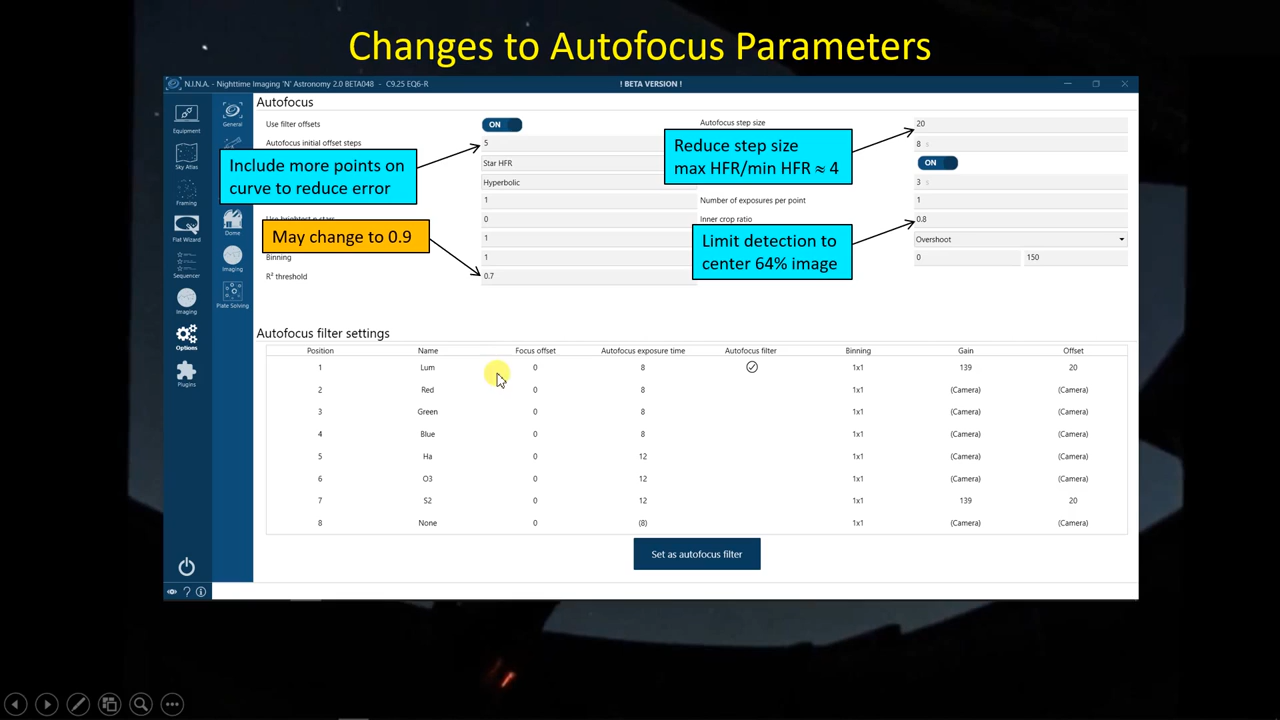 Changes to Autofocus Parameters
N.I.N.A. - Nighttime Imaging 'N' Astronomy 2.0 BETA048 - C9.25 EQ6-R
! BETA VERSION !
Equipment
Sky Atlas
Framing
Flat Wizard
Sequencer
Imaging
Options
Plugins
General
Dome
Imaging
Plate Solving
Autofocus
Use filter offsets ON
Autofocus step size 20
Autofocus initial offset steps 5
8 s
Include more points on
curve to reduce error
Reduce step size
max HFR/min HFR ≈ 4
Star HFR
ON
Hyperbolic
3 s
1
Number of exposures per point 1
Use brightest n stars 0
Inner crop ratio 0.8
May change to 0.9
Limit detection to
center 64% image
1
Overshoot
Binning 1
0 150
R² threshold 0.7
Autofocus filter settings
Position Name Focus offset Autofocus exposure time Autofocus filter Binning Gain Offset
1 Lum 0 8 1x1 139 20
2 Red 0 8 1x1 (Camera) (Camera)
3 Green 0 8 1x1 (Camera) (Camera)
4 Blue 0 8 1x1 (Camera) (Camera)
5 Ha 0 12 1x1 (Camera) (Camera)
6 O3 0 12 1x1 (Camera) (Camera)
7 S2 0 12 1x1 139 20
8 None 0 (8) 1x1 (Camera) (Camera)
Set as autofocus filter